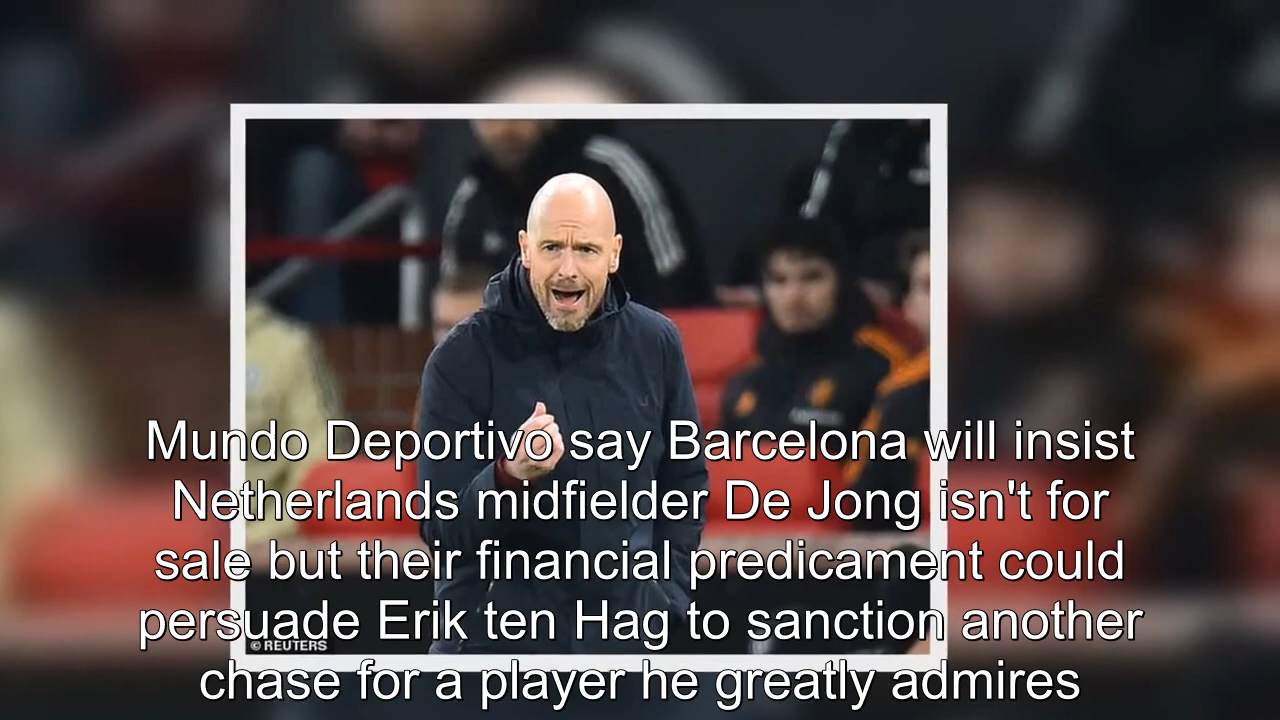 Mundo Deportivo say Barcelona will insist
Netherlands midfielder De Jong isn't for
sale but their financial predicament could
persuade Erik ten Hag to sanction another
© REUTERS
chase for a player he greatly admires